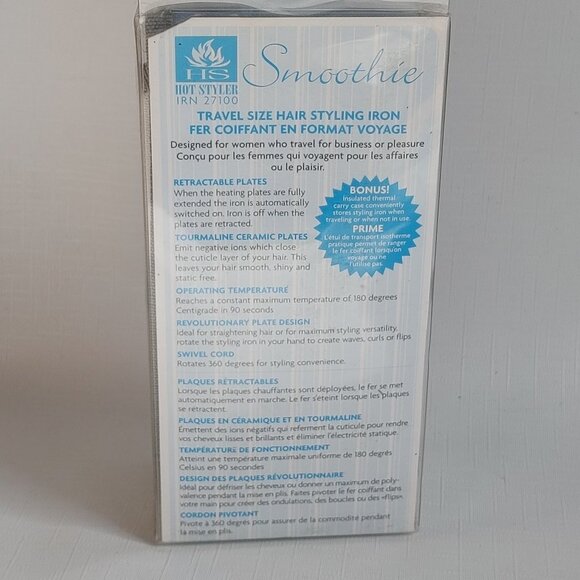 HS
HOT STYLER
IRN 27100
Smoothie
TRAVEL SIZE HAIR STYLING IRON
FER COIFFANT EN FORMAT VOYAGE
Designed for women who travel for business or pleasure
Conçu pour les femmes qui voyagent pour les affaires
ou le plaisir.
RETRACTABLE PLATES
When the heating plates are fully
extended the iron is automatically
switched on. Iron is off when the
plates are retracted.
TOURMALINE CERAMIC PLATES
Emit negative ions which close
the cuticle layer of your hair. This
leaves your hair smooth, shiny and
static free.
BONUS!
Insulated thermal
carry case conveniently
stores styling iron when
traveling or when not in use.
PRIME
L'étui de transport isotherme
pratique permet de ranger
le fer coiffant lorsqu'on
voyage ou ne
l'utilise pas.
OPERATING TEMPERATURE
Reaches a constant maximum temperature of 180 degrees
Centigrade in 90 seconds
REVOLUTIONARY PLATE DESIGN
Ideal for straightening hair or for maximum styling versatility,
rotate the styling iron in your hand to create waves, curls or flips
SWIVEL CORD
Rotates 360 degrees for styling convenience.
PLAQUES RÉTRACTABLES
Lorsque les plaques chauffantes sont déployées, le fer se met
automatiquement en marche. Le fer s'éteint lorsque les plaques
se rétractent.
PLAQUES EN CÉRAMIQUE ET EN TOURMALINE
Émettent des ions négatifs qui referment la cuticule pour rendre
vos cheveux lisses et brillants et éliminer l'électricité statique.
TEMPÉRATURE DE FONCTIONNEMENT
Atteint une température maximale uniforme de 180 degrés
Celsius en 90 secondes
DESIGN DES PLAQUES RÉVOLUTIONNAIRE
Idéal pour défriser les cheveux ou donner un maximum de poly-
valence pendant la mise en plis. Faites pivoter le fer coiffant dans
votre main pour créer des ondulations, des boucles ou des «flips».
CORDON PIVOTANT
Pivote à 360 degrés pour assurer de la commodité pendant
la mise en plis.